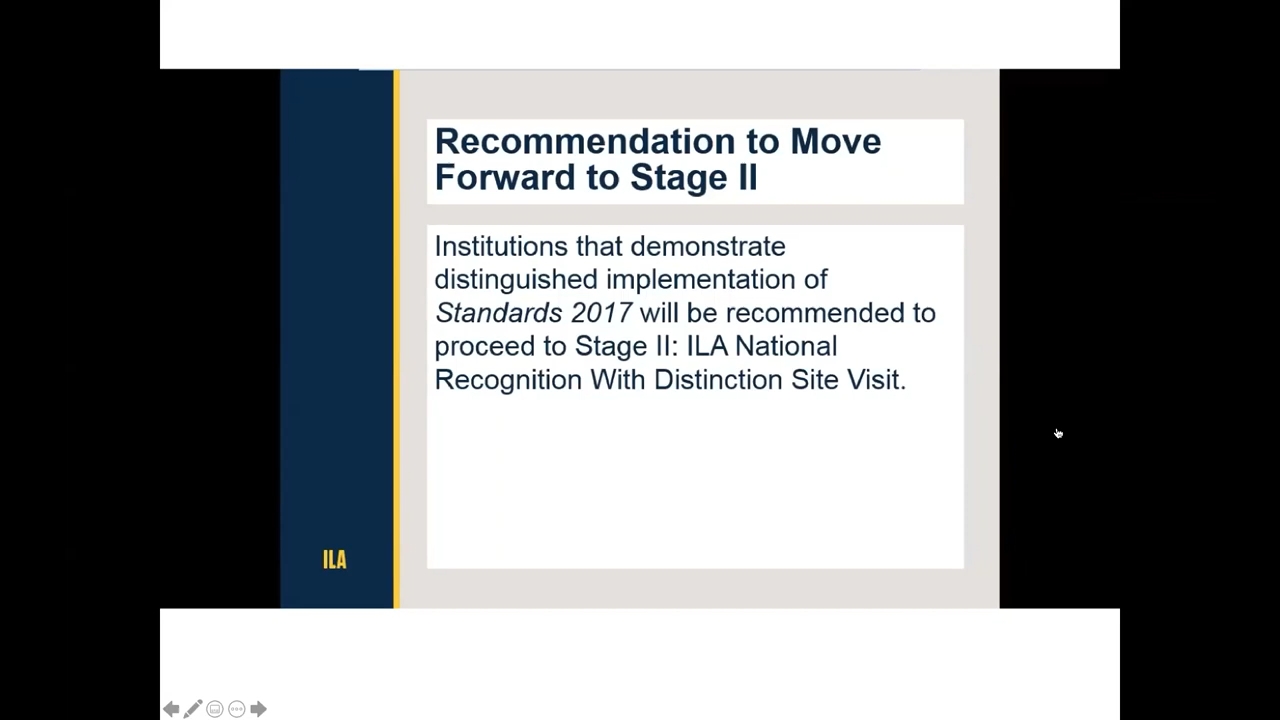 Recommendation to Move
Forward to Stage II
Institutions that demonstrate
distinguished implementation of
Standards 2017 will be recommended to
proceed to Stage II: ILA National
Recognition With Distinction Site Visit.
ILA